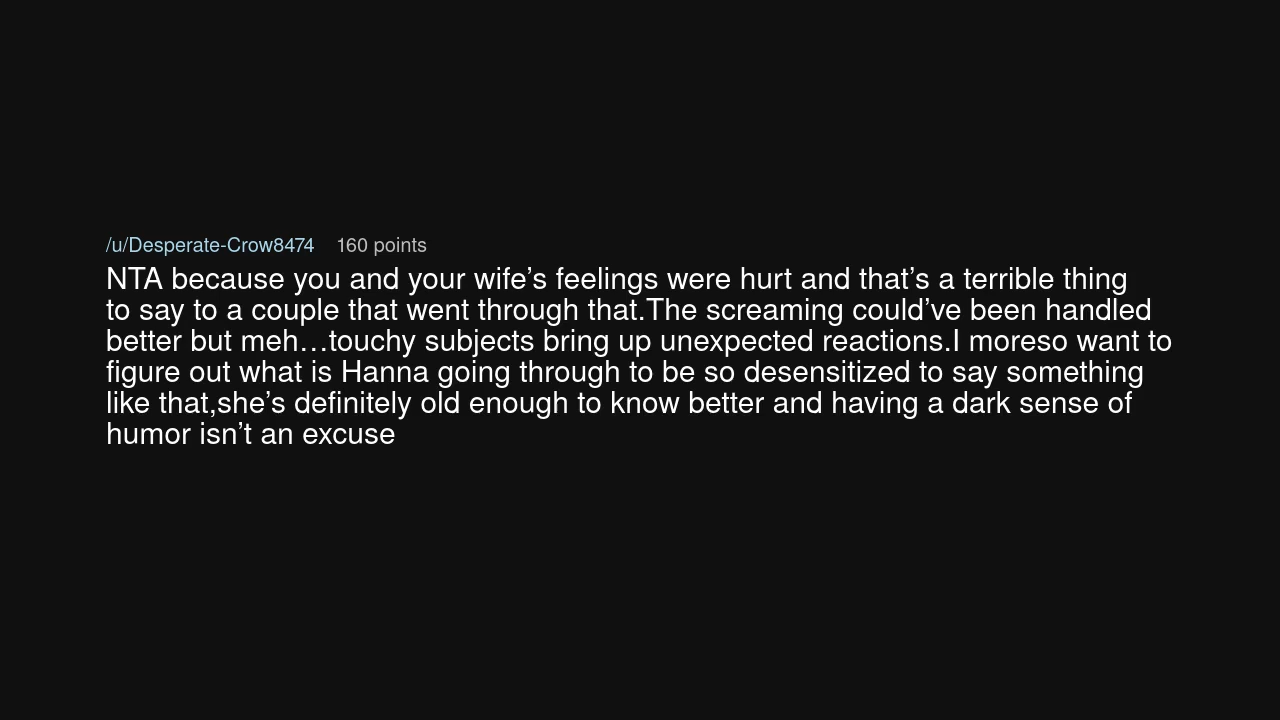 /u/Desperate-Crow8474 160 points
NTA because you and your wife’s feelings were hurt and that’s a terrible thing
to say to a couple that went through that.The screaming could’ve been handled
better but meh…touchy subjects bring up unexpected reactions.I moreso want to
figure out what is Hanna going through to be so desensitized to say something
like that,she’s definitely old enough to know better and having a dark sense of
humor isn’t an excuse